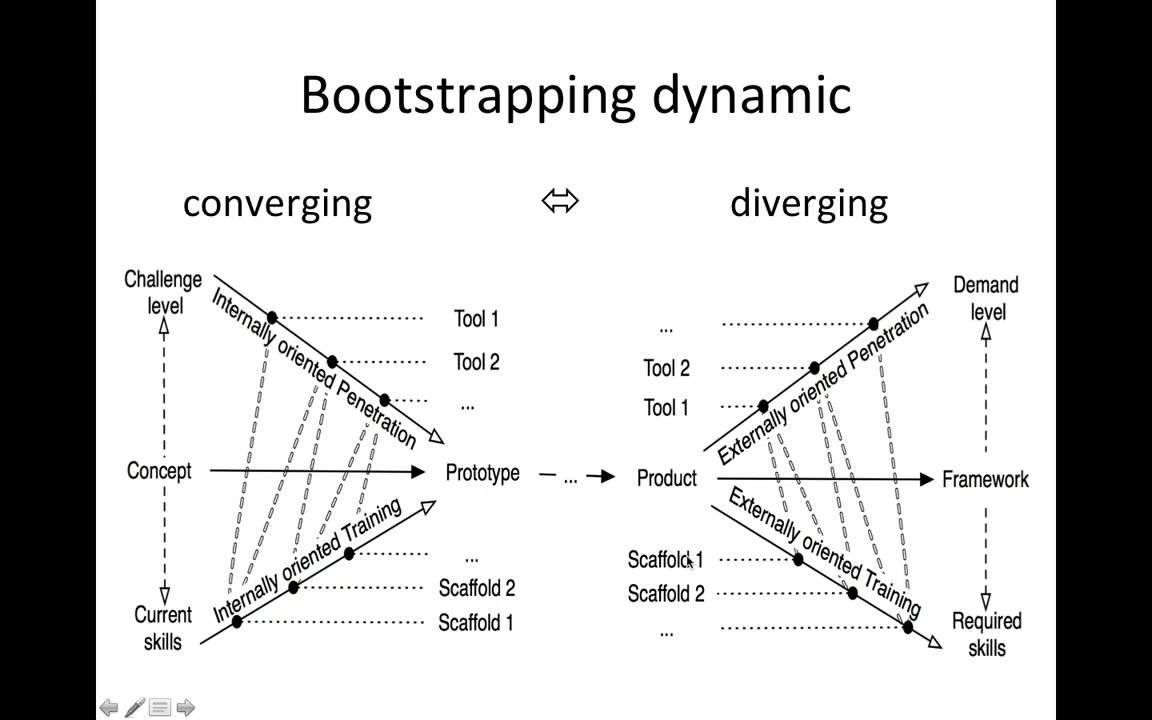 Bootstrapping dynamic
converging
diverging
Challenge
level
Internally oriented Penetration
Tool 1
Tool 2
...
Concept
Prototype
...
Internally oriented Training
...
Scaffold 2
Scaffold 1
Current
skills
Demand
level
Externally oriented Penetration
...
Tool 2
Tool 1
Product
Framework
Externally oriented Training
Scaffold 1
Scaffold 2
...
Required
skills